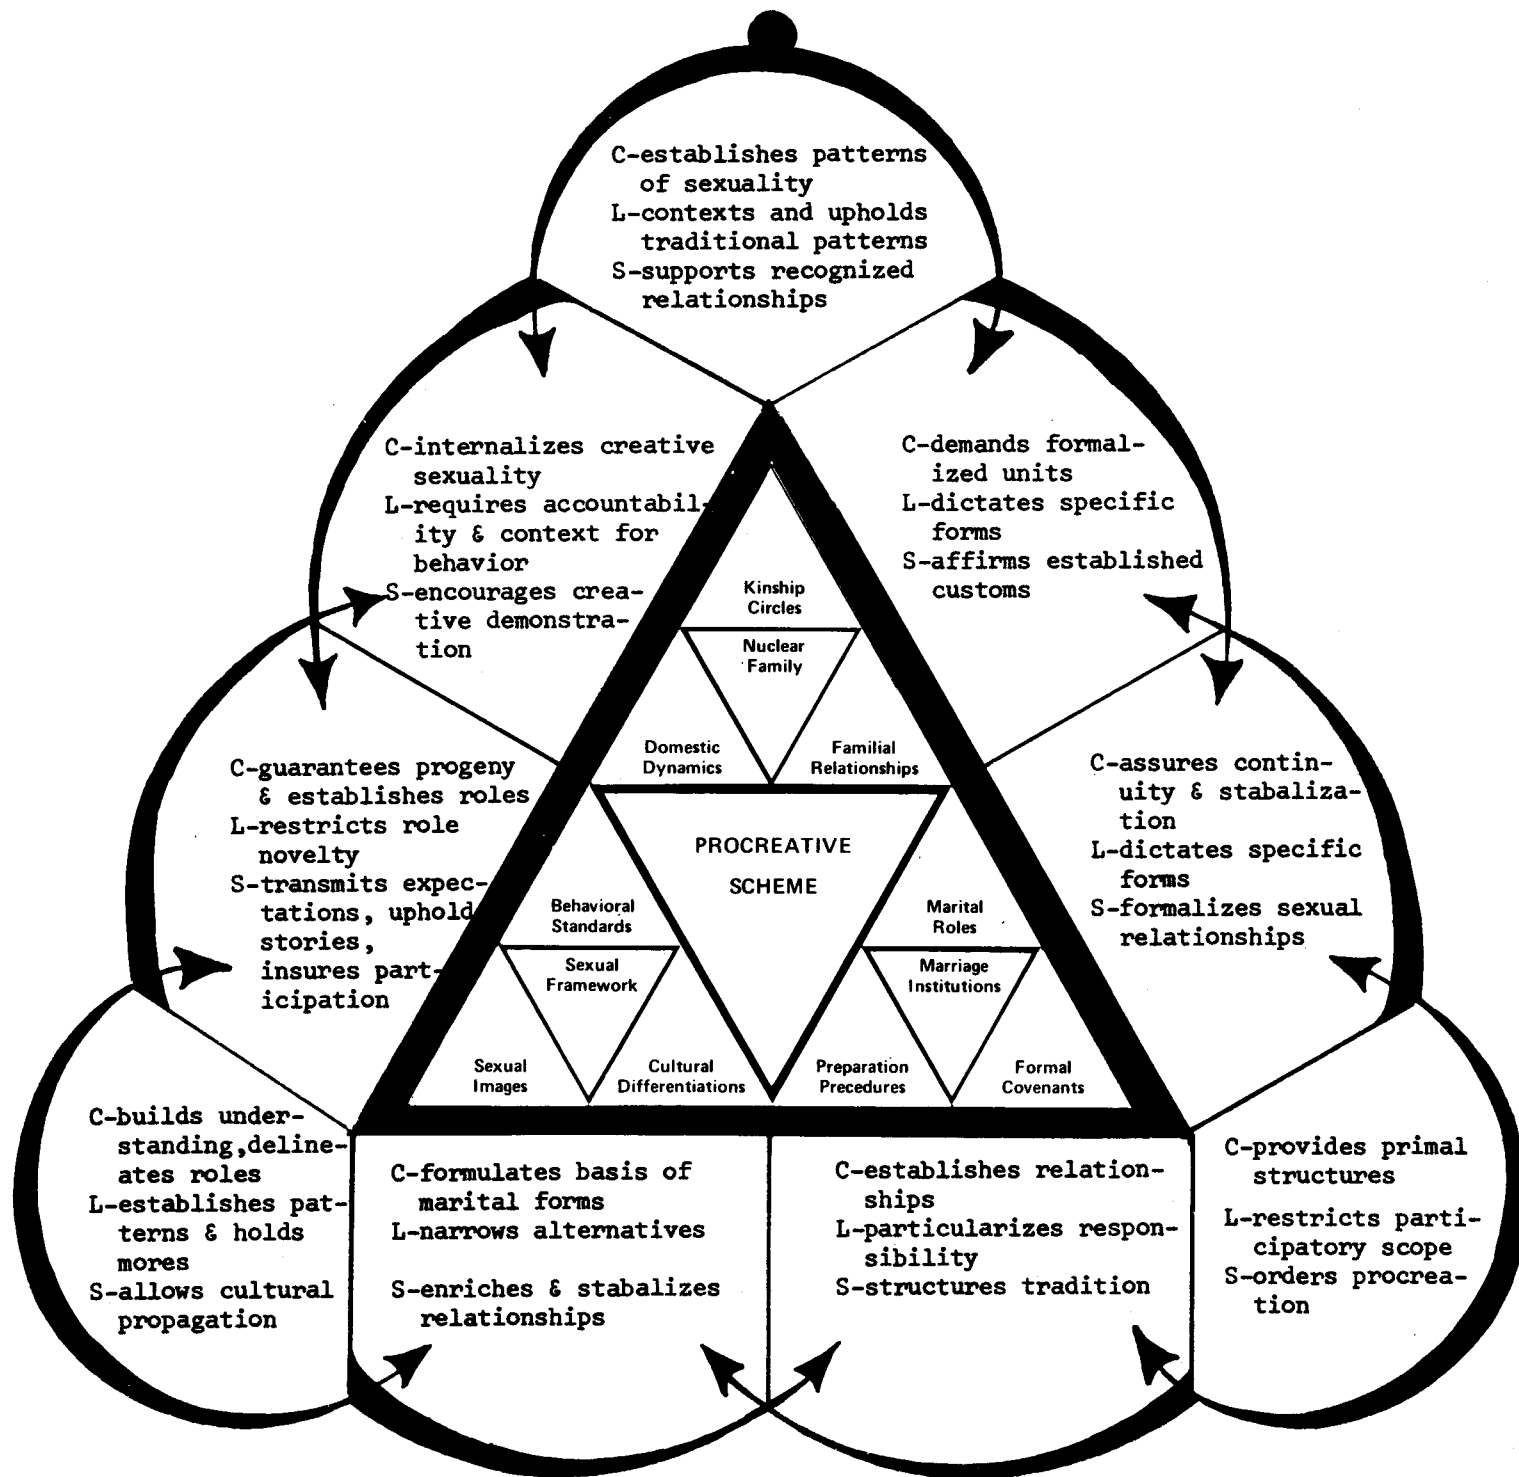 C-establishes patterns
of sexuality
L-contexts and upholds
traditional patterns
S-supports recognized
relationships
C-internalizes creative
sexuality
L-requires accountabil-
ity & context for
behavior
S-encourages crea-
tive demonstra-
tion
C-demands formal-
ized units
L-dictates specific
forms
S-affirms established
customs
C-guarantees progeny
& establishes roles
L-restricts role
novelty
S-transmits expec-
tations, uphold
stories,
insures part-
icipation
C-assures contin-
uity & stabaliza-
tion
L-dictates specific
forms
S-formalizes sexual
relationships
Kinship
Circles
Nuclear
Family
Domestic
Dynamics
Familial
Relationships
PROCREATIVE
SCHEME
Behavioral
Standards
Sexual
Framework
Sexual
Images
Cultural
Differentiations
Marital
Roles
Marriage
Institutions
Preparation
Precedures
Formal
Covenants
C-builds under-
standing,deline-
ates roles
L-establishes pat-
terns & holds
mores
S-allows cultural
propagation
C-formulates basis of
marital forms
L-narrows alternatives
S-enriches & stabalizes
relationships
C-establishes relation-
ships
L-particularizes respon-
sibility
S-structures tradition
C-provides primal
structures
L-restricts parti-
cipatory scope
S-orders procrea-
tion